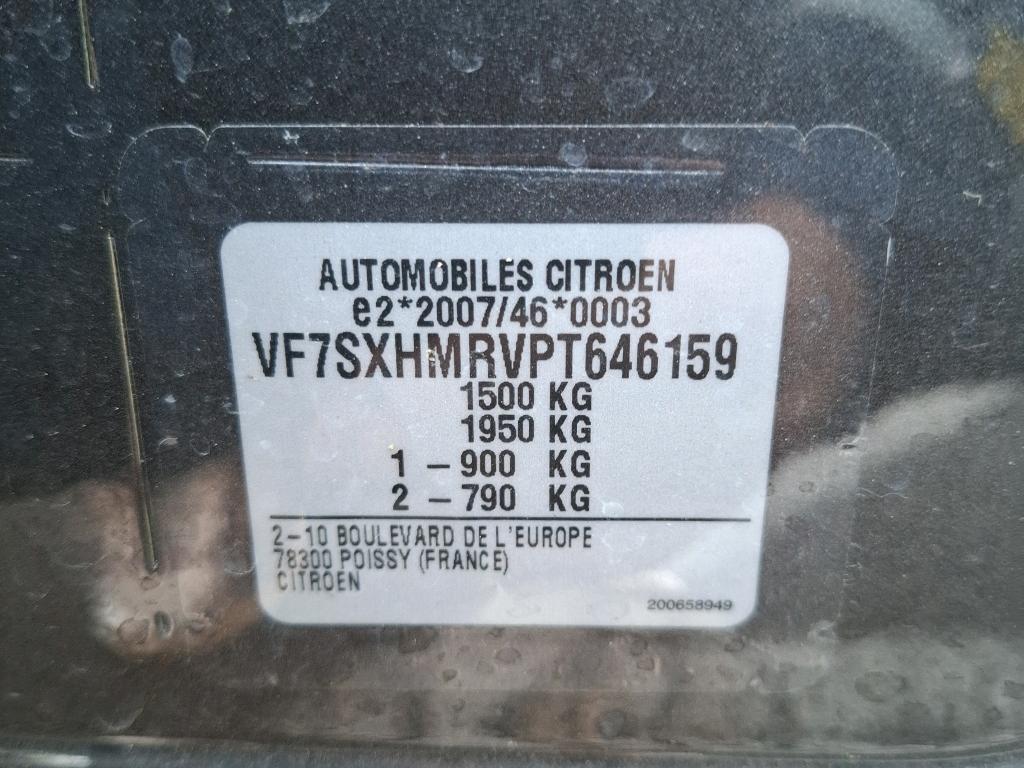 AUTOMOBILES CITROEN
e2*2007/46*0003
VF7SXHMRVPT646159
1500 KG
1950 KG
1 – 900 KG
2 – 790 KG
2–10 BOULEVARD DE L'EUROPE
78300 POISSY (FRANCE)
CITROEN
200658949